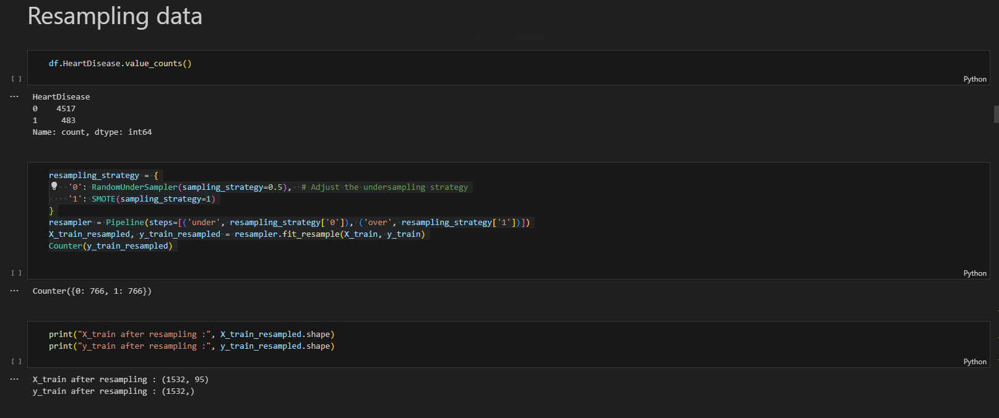 Resampling data
df.HeartDisease.value_counts()
[ ]
Python
...
HeartDisease
0    4517
1     483
Name: count, dtype: int64
resampling_strategy = {
    '0': RandomUnderSampler(sampling_strategy=0.5),  # Adjust the undersampling strategy
    '1': SMOTE(sampling_strategy=1)
}
resampler = Pipeline(steps=[('under', resampling_strategy['0']), ('over', resampling_strategy['1'])])
X_train_resampled, y_train_resampled = resampler.fit_resample(X_train, y_train)
Counter(y_train_resampled)
[ ]
Python
...
Counter({0: 766, 1: 766})
print("X_train after resampling :", X_train_resampled.shape)
print("y_train after resampling :", y_train_resampled.shape)
[ ]
Python
...
X_train after resampling : (1532, 95)
y_train after resampling : (1532,)